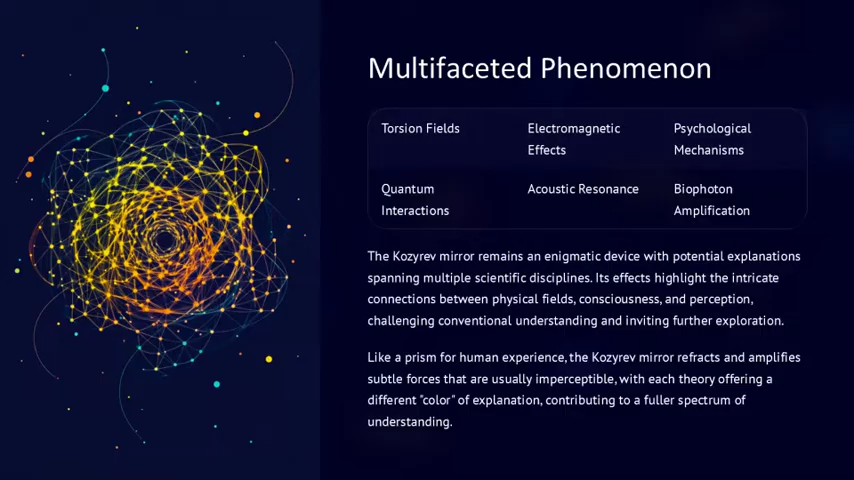 Multifaceted Phenomenon
Torsion Fields
Electromagnetic
Effects
Psychological
Mechanisms
Quantum
Interactions
Acoustic Resonance
Biophoton
Amplification
The Kozyrev mirror remains an enigmatic device with potential explanations
spanning multiple scientific disciplines. Its effects highlight the intricate
connections between physical fields, consciousness, and perception,
challenging conventional understanding and inviting further exploration.
Like a prism for human experience, the Kozyrev mirror refracts and amplifies
subtle forces that are usually imperceptible, with each theory offering a
different "color" of explanation, contributing to a fuller spectrum of
understanding.